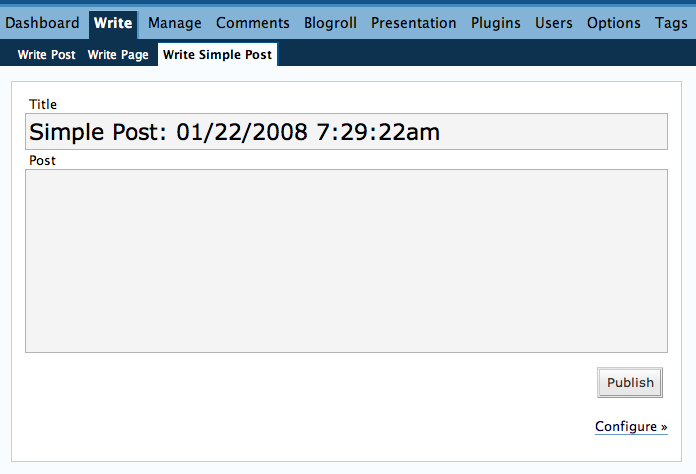 Dashboard Write Manage Comments Blogroll Presentation Plugins Users Options Tags
Write Post Write Page Write Simple Post
Title
Simple Post: 01/22/2008 7:29:22am
Post
Publish
Configure »